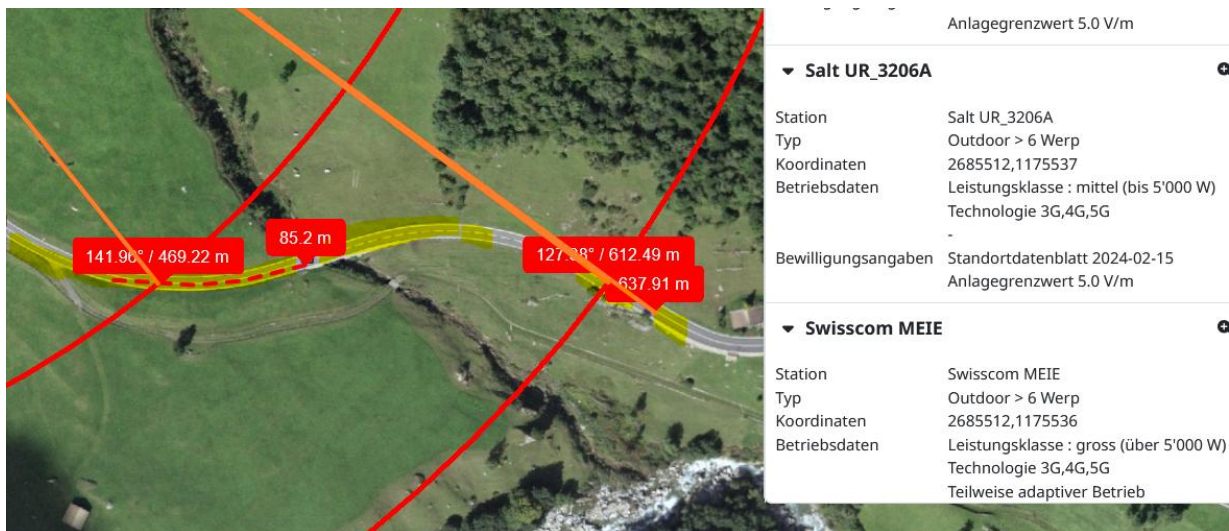 Anlagegrenzwert 5.0 V/m
Salt UR_3206A
Station Salt UR_3206A
Typ Outdoor > 6 Werp
Koordinaten 2685512,1175537
Betriebsdaten Leistungsklasse : mittel (bis 5'000 W)
Technologie 3G,4G,5G
-
Bewilligungsangaben Standortdatenblatt 2024-02-15
Anlagegrenzwert 5.0 V/m
Swisscom MEIE
Station Swisscom MEIE
Typ Outdoor > 6 Werp
Koordinaten 2685512,1175536
Betriebsdaten Leistungsklasse : gross (über 5'000 W)
Technologie 3G,4G,5G
Teilweise adaptiver Betrieb
85.2 m
141.96° / 469.22 m
/ 612.49 m
637.91 m